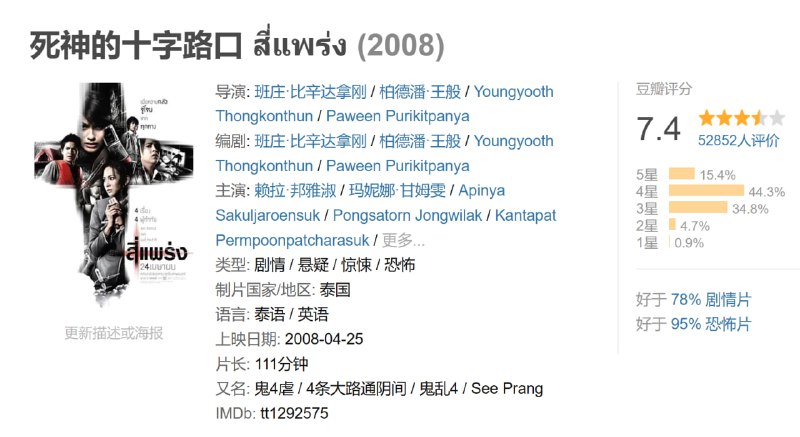 死神的十字路口 สี่แพร่ง (2008)
导演: 班庄·比辛达拿刚 / 柏德潘·王般 / Youngyooth
Thongkonthun / Paween Purikitpanya
编剧: 班庄·比辛达拿刚 / 柏德潘·王般 / Youngyooth
Thongkonthun / Paween Purikitpanya
主演: 赖拉·邦雅淑 / 玛妮娜·甘姆雯 / Apinya
Sakuljaroensuk / Pongsatorn Jongwilak / Kantapat
Permpoonpatcharasuk / 更多...
类型: 剧情 / 悬疑 / 惊悚 / 恐怖
制片国家/地区: 泰国
语言: 泰语 / 英语
上映日期: 2008-04-25
片长: 111分钟
又名: 鬼4虐 / 4条大路通阴间 / 鬼乱4 / See Prang
IMDb: tt1292575
สี่แพร่ง
24 เมษายน
更新描述或海报
豆瓣评分
7.4
52852人评价
5星 15.4%
4星 44.3%
3星 34.8%
2星 4.7%
1星 0.9%
好于 78% 剧情片
好于 95% 恐怖片